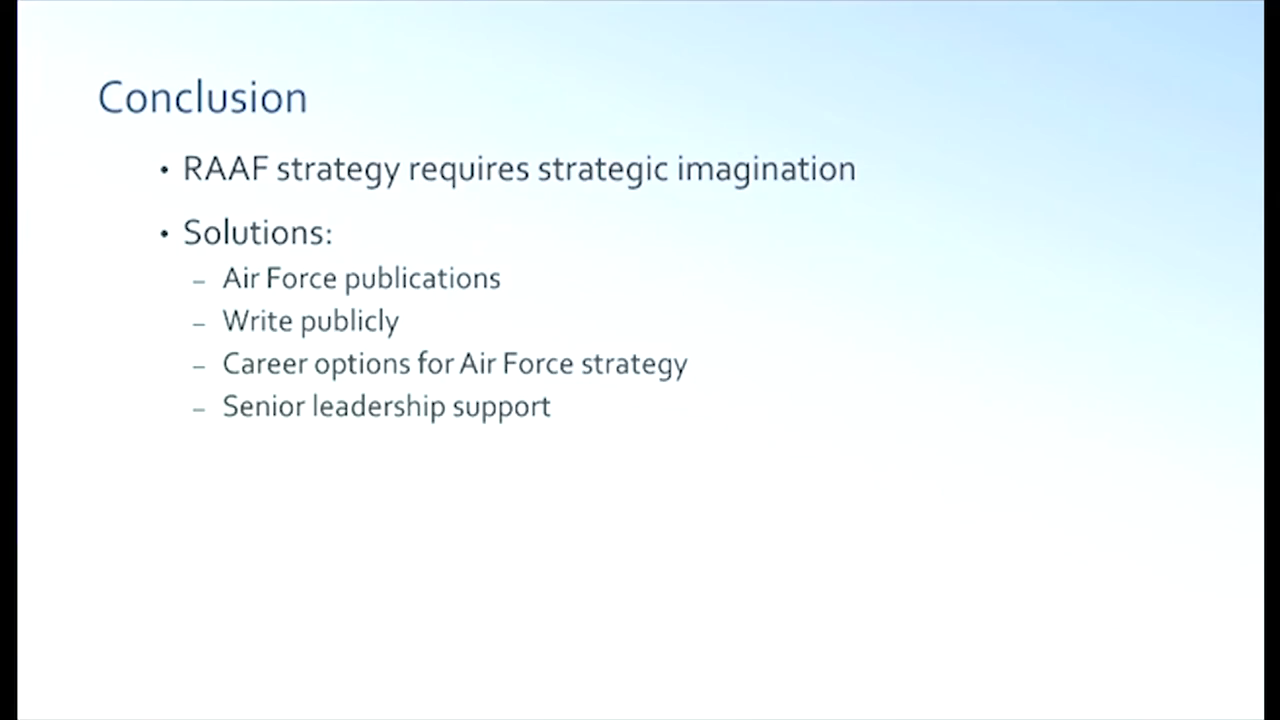 Conclusion
• RAAF strategy requires strategic imagination
• Solutions:
– Air Force publications
– Write publicly
– Career options for Air Force strategy
– Senior leadership support